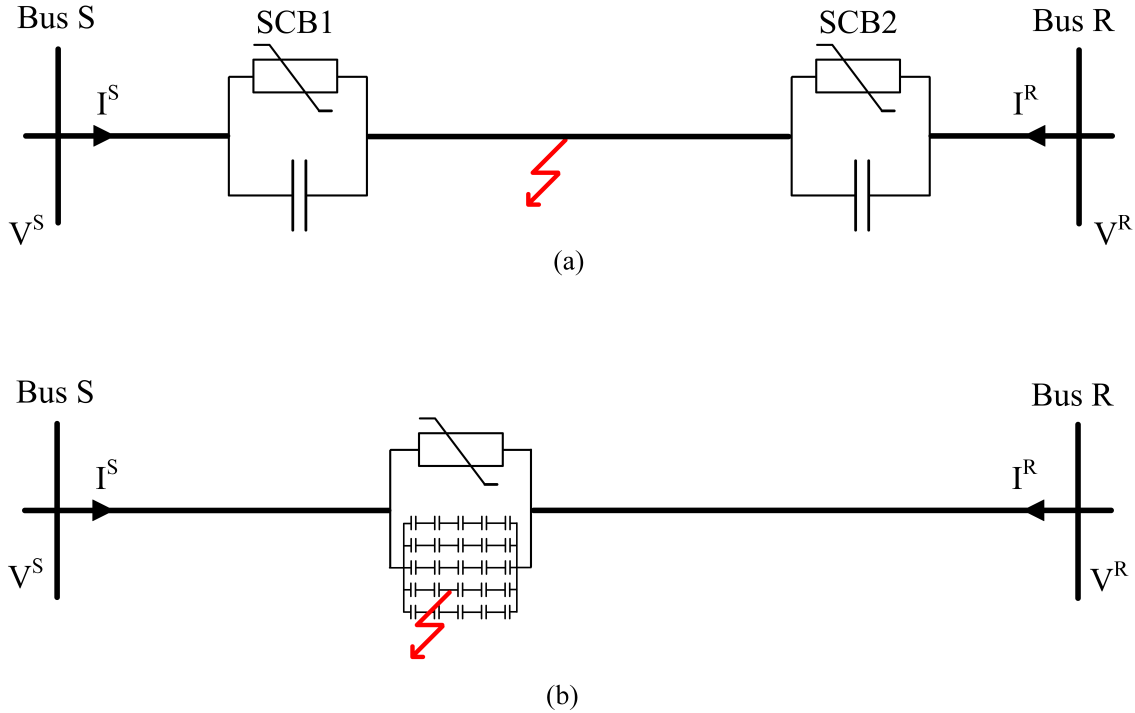 Bus S
SCB1
SCB2
Bus R
I^S
I^R
V^S
V^R
(a)
Bus S
Bus R
I^S
I^R
V^S
V^R
(b)